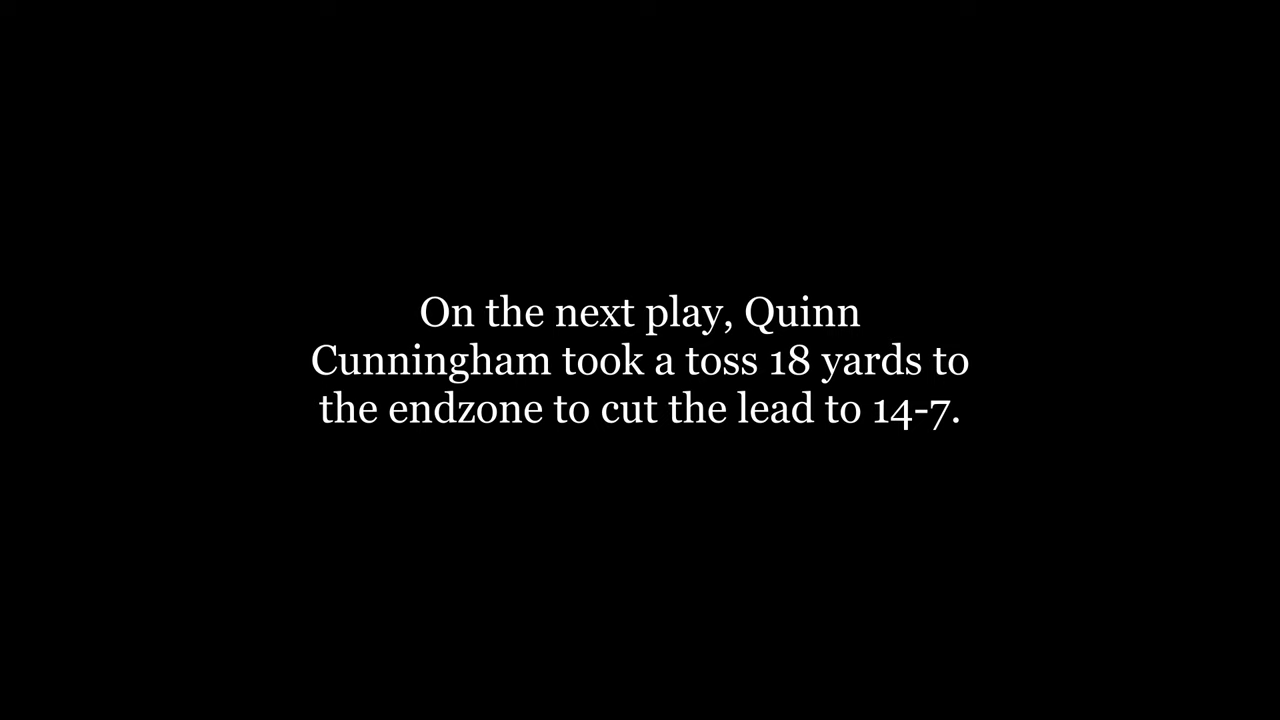 On the next play, Quinn
Cunningham took a toss 18 yards to
the endzone to cut the lead to 14-7.